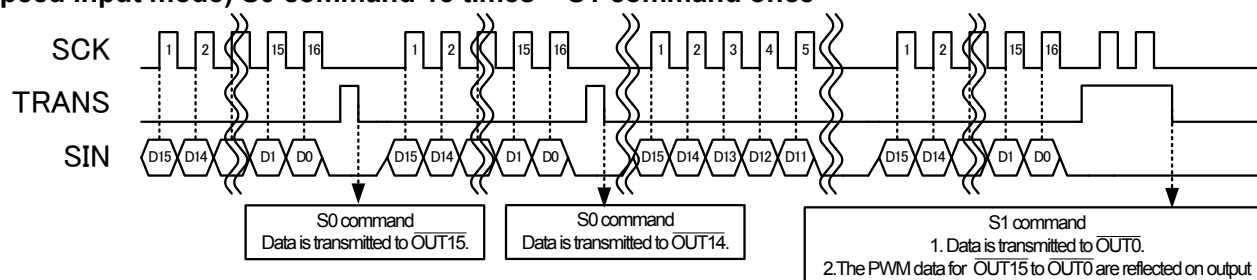 peed input mode) S0 command 15 times + S1 command once
SCK 1 2 15 16 1 2 15 16 1 2 3 4 5 1 2 15 16
TRANS
SIN D15 D14 D1 D0 D15 D14 D1 D0 D15 D14 D13 D12 D11 D15 D14 D1 D0
S0 command
Data is transmitted to OUT15.
S0 command
Data is transmitted to OUT14.
S1 command
1. Data is transmitted to OUT0.
2.The PWM data for OUT15 to OUT0 are reflected on output